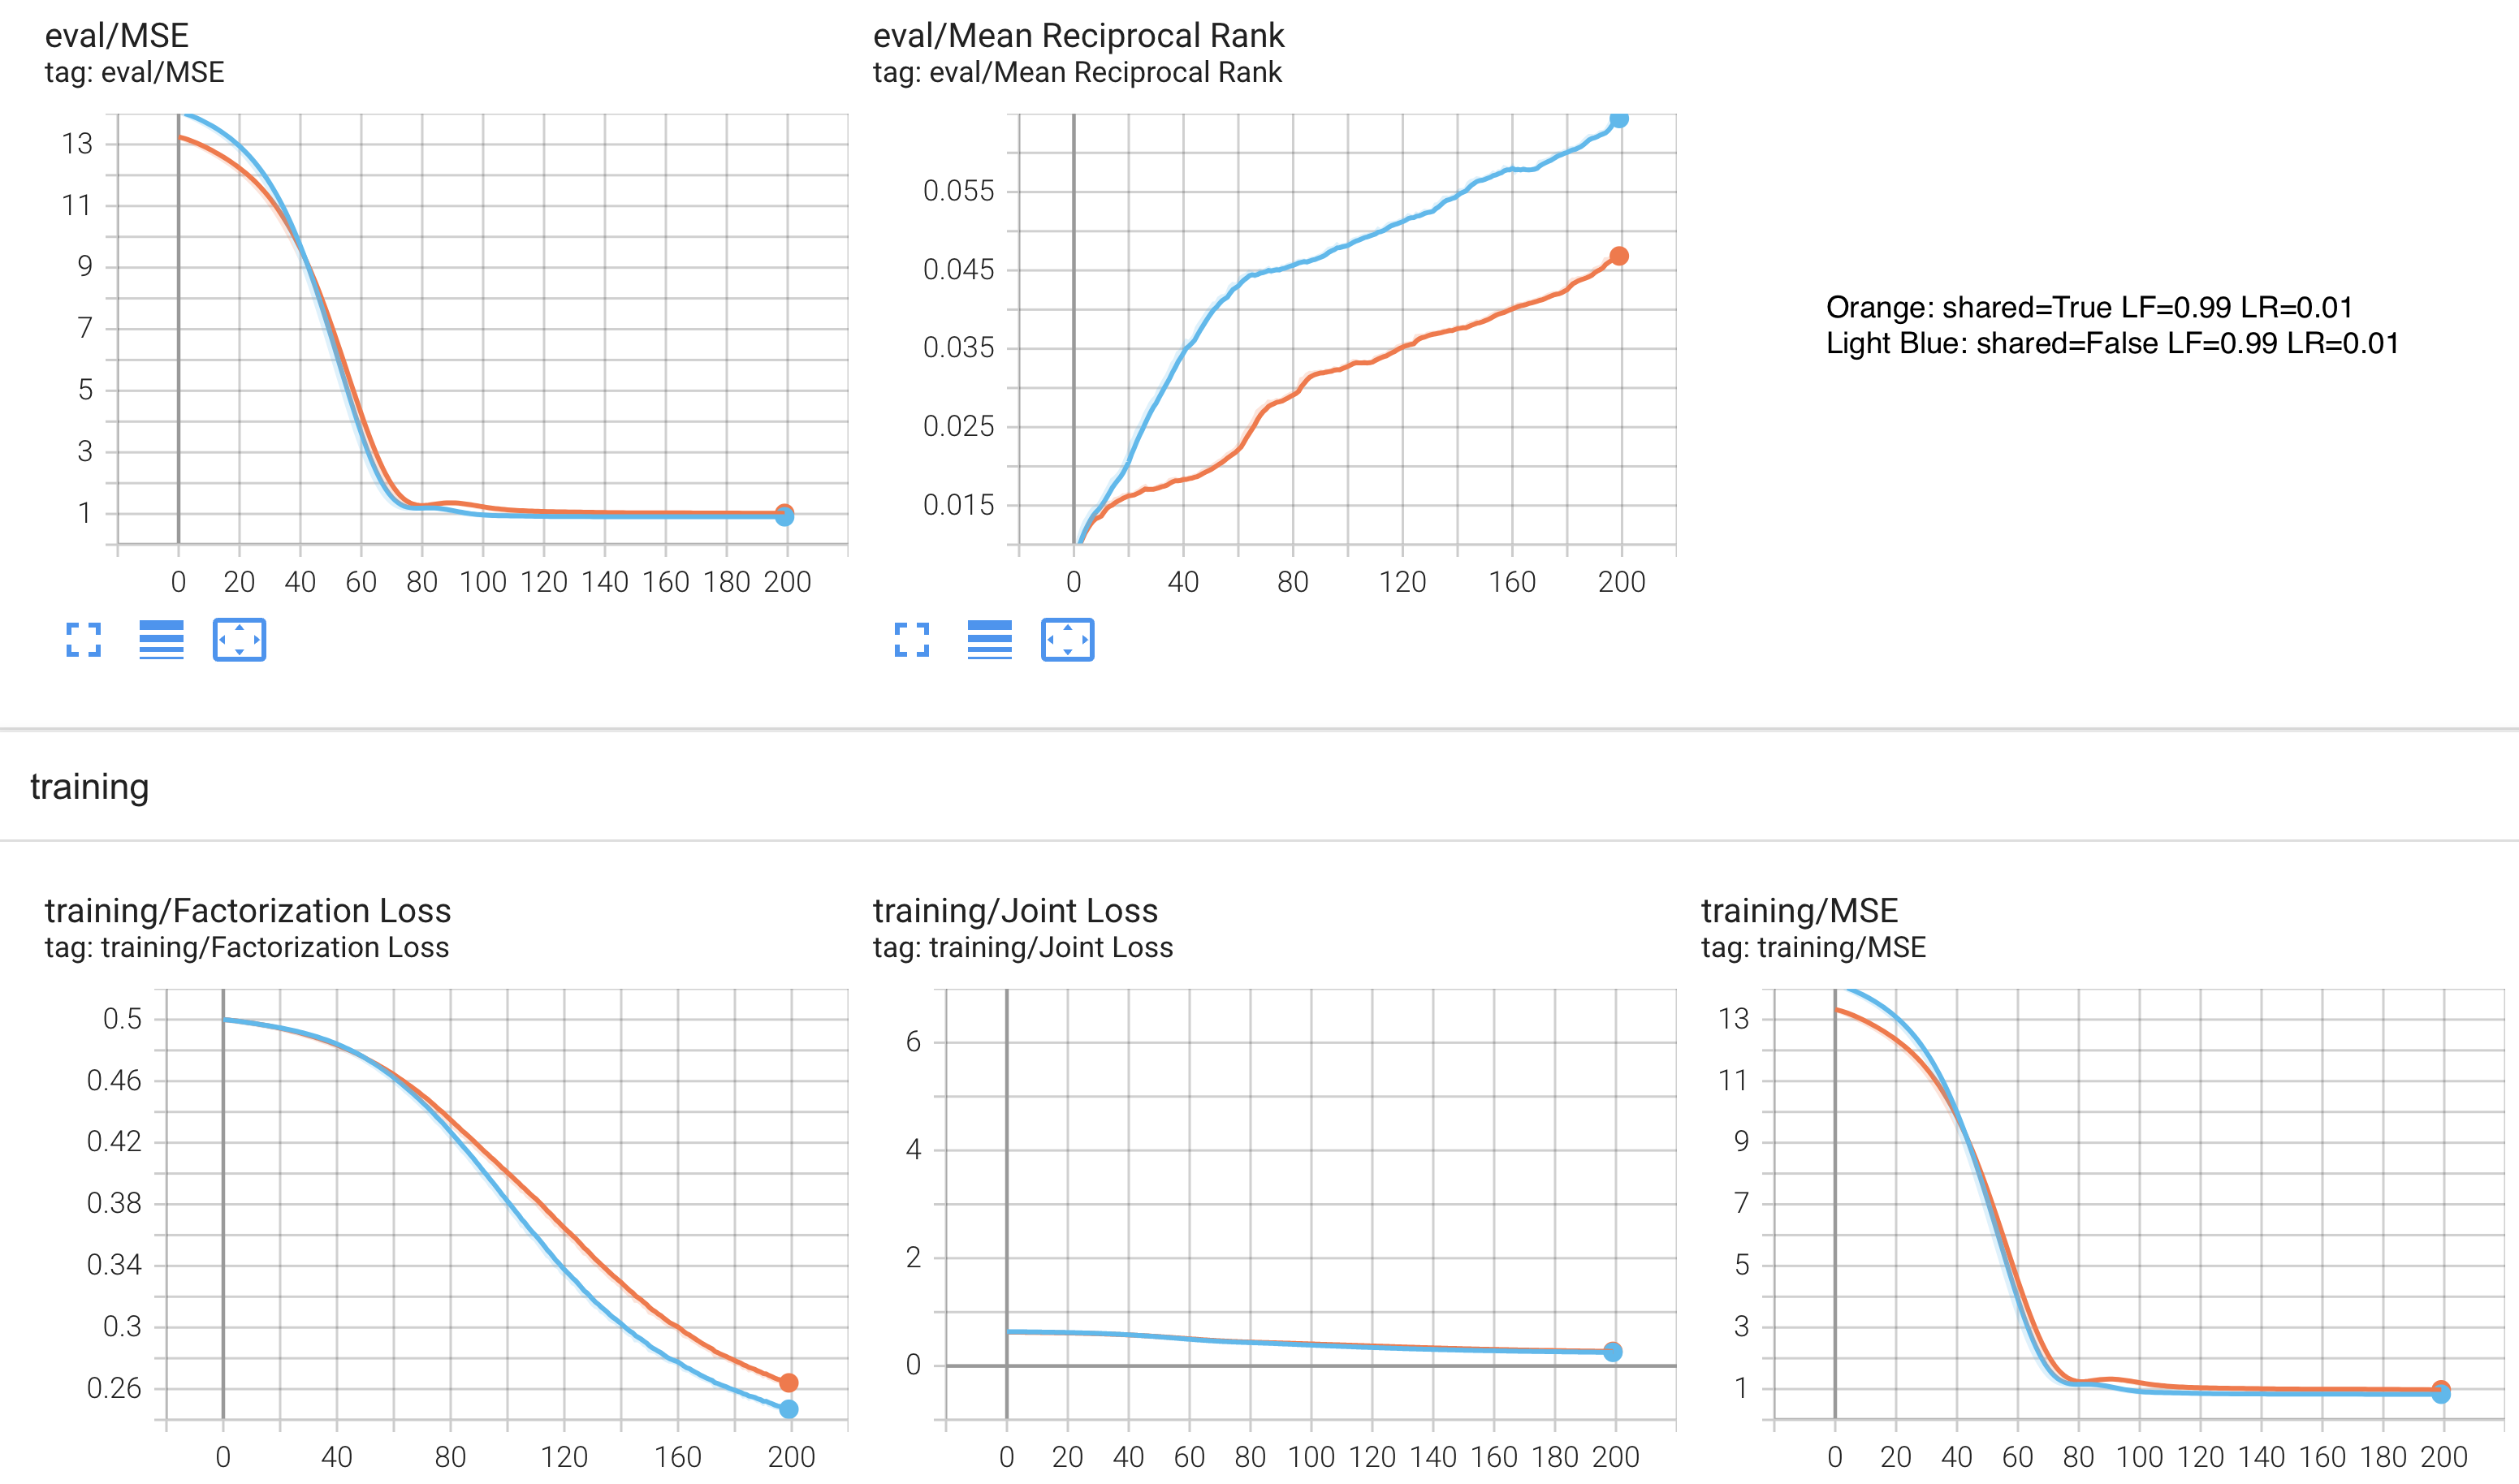 eval/MSE
tag: eval/MSE
13
11
9
7
5
3
1
0 20 40 60 80 100 120 140 160 180 200
eval/Mean Reciprocal Rank
tag: eval/Mean Reciprocal Rank
0.055
0.045
0.035
0.025
0.015
0 40 80 120 160 200
Orange: shared=True LF=0.99 LR=0.01
Light Blue: shared=False LF=0.99 LR=0.01
training
training/Factorization Loss
tag: training/Factorization Loss
0.5
0.46
0.42
0.38
0.34
0.3
0.26
0 40 80 120 160 200
training/Joint Loss
tag: training/Joint Loss
6
4
2
0
0 20 40 60 80 100 120 140 160 180 200
training/MSE
tag: training/MSE
13
11
9
7
5
3
1
0 20 40 60 80 100 120 140 160 180 200